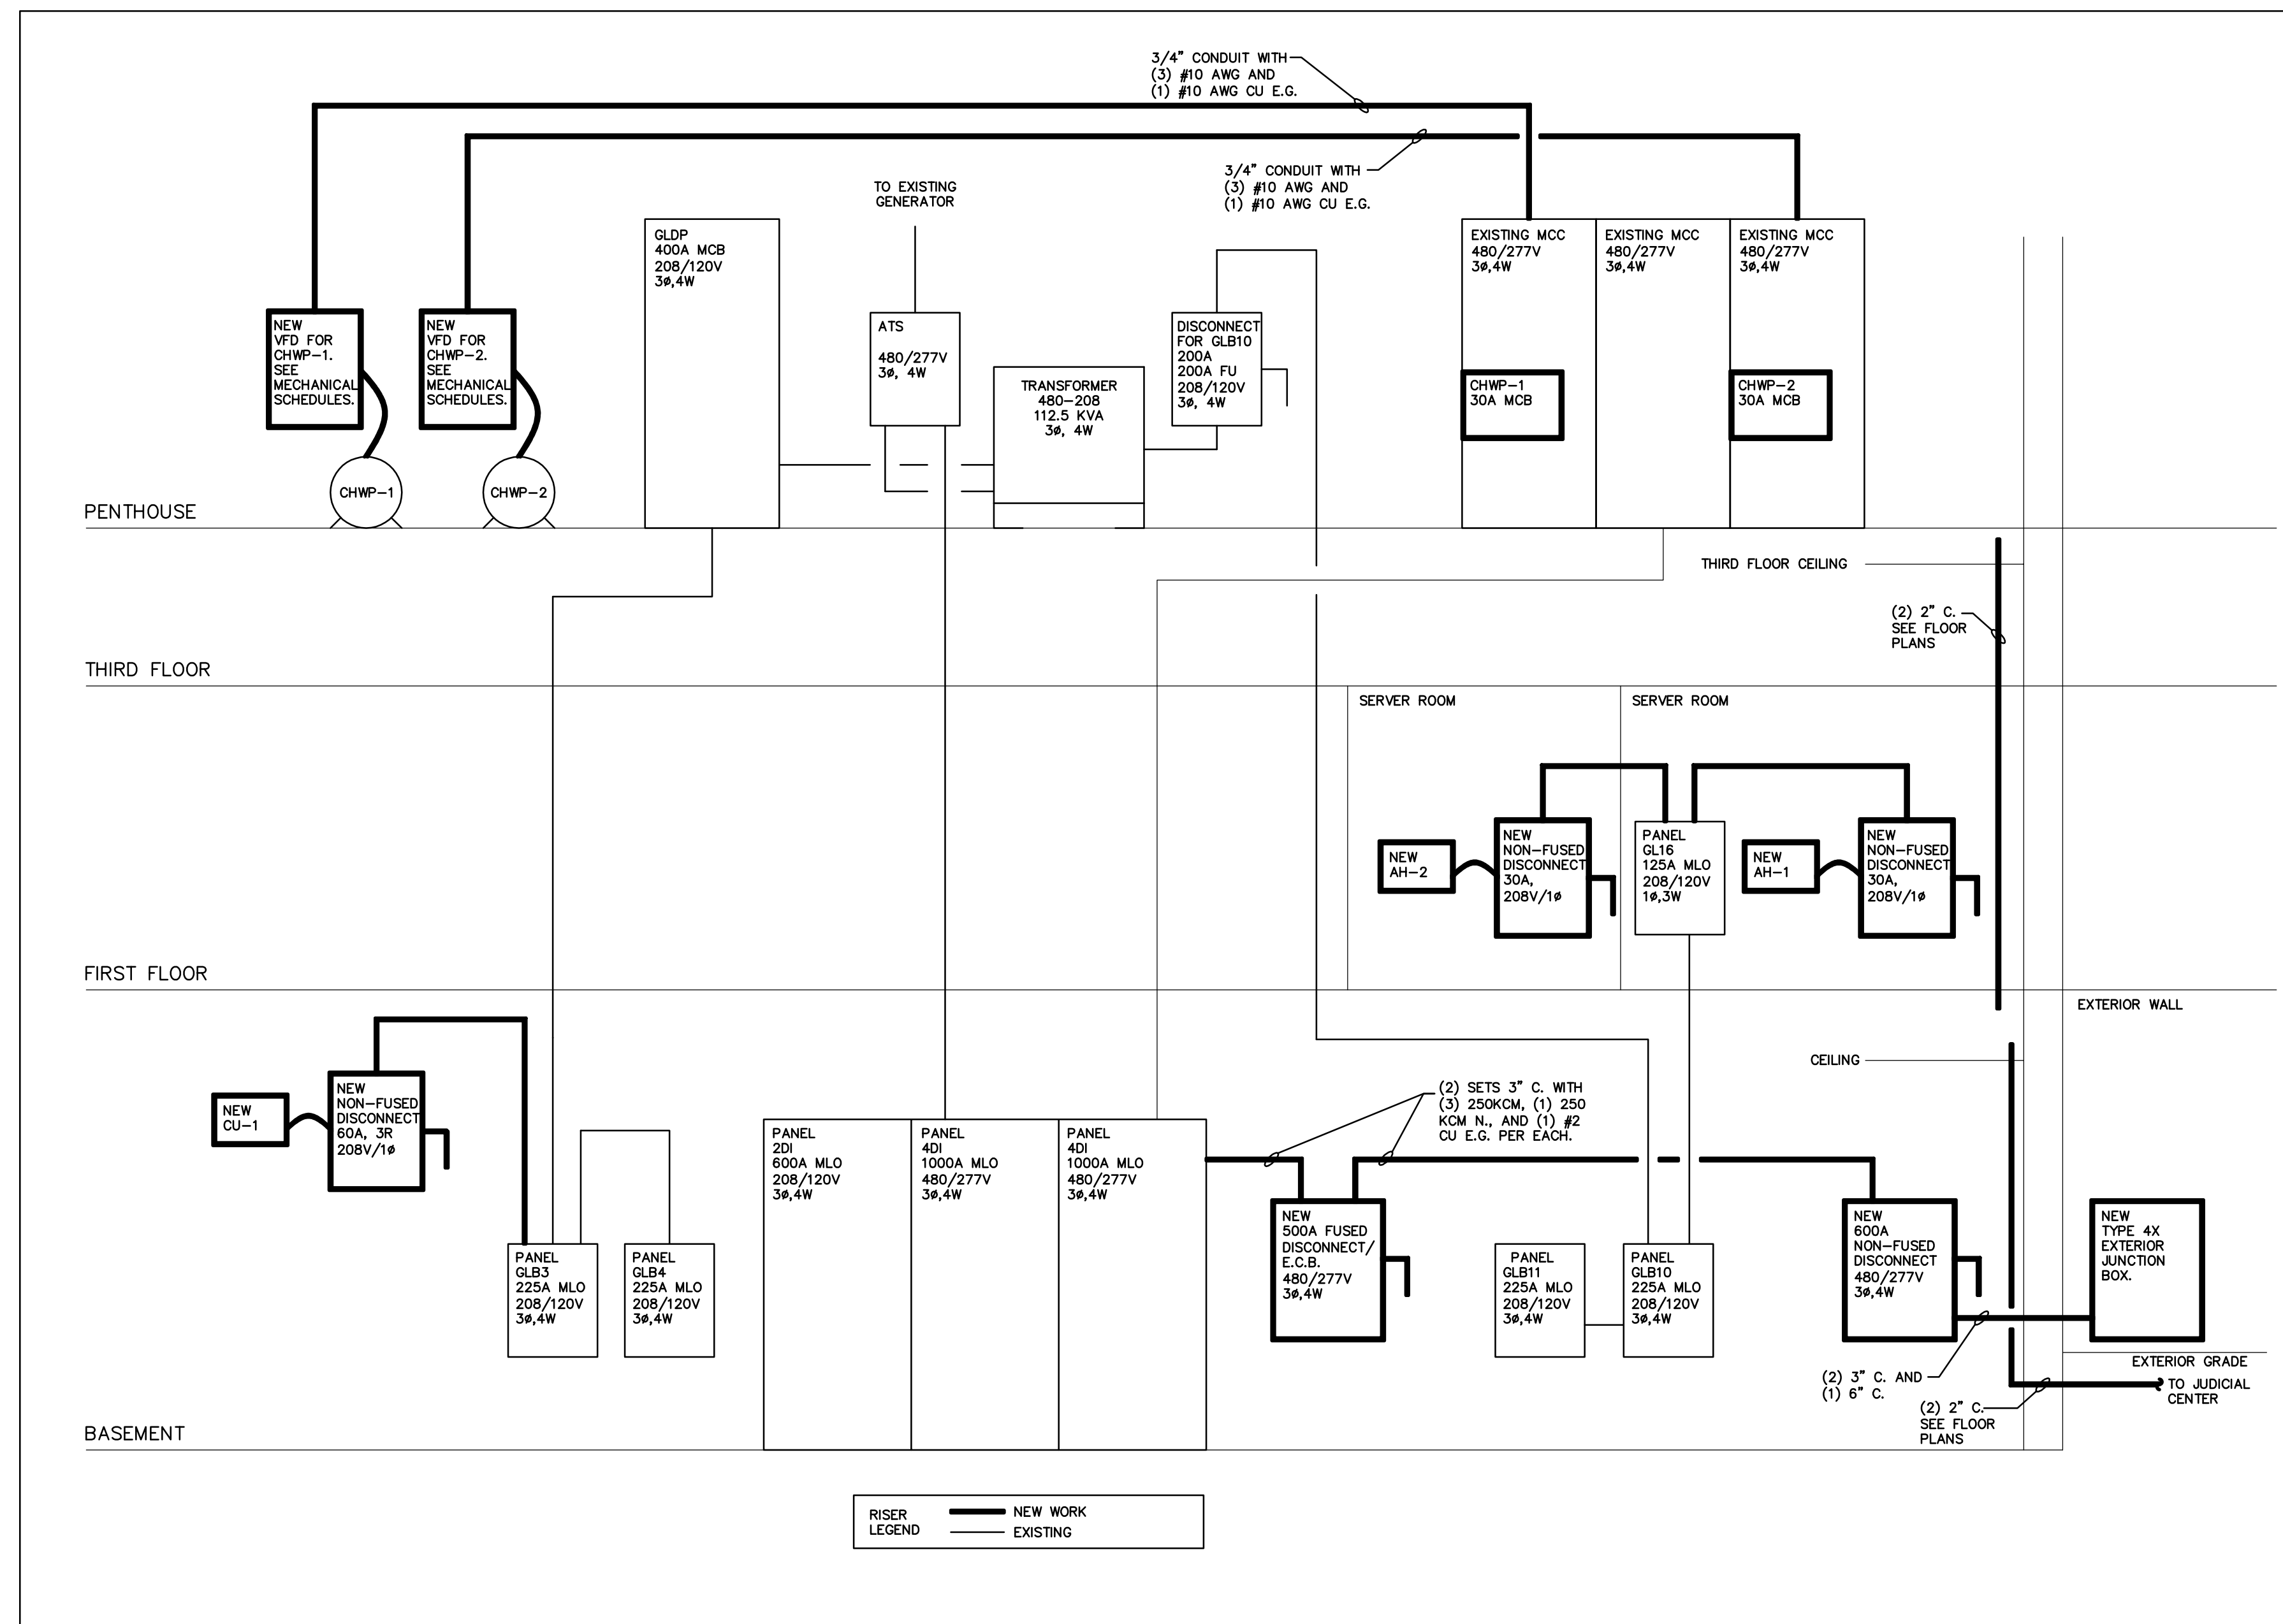 3/4" CONDUIT WITH
(3) #10 AWG AND
(1) #10 AWG CU E.G.
3/4" CONDUIT WITH
(3) #10 AWG AND
(1) #10 AWG CU E.G.
TO EXISTING
GENERATOR
NEW
VFD FOR
CHWP-1.
SEE
MECHANICAL
SCHEDULES.
NEW
VFD FOR
CHWP-2.
SEE
MECHANICAL
SCHEDULES.
CHWP-1
CHWP-2
GLDP
400A MCB
208/120V
3ø,4W
ATS
480/277V
3ø, 4W
TRANSFORMER
480-208
112.5 KVA
3ø, 4W
DISCONNECT
FOR GLB10
200A
200A FU
208/120V
3ø, 4W
EXISTING MCC
480/277V
3ø,4W
EXISTING MCC
480/277V
3ø,4W
EXISTING MCC
480/277V
3ø,4W
CHWP-1
30A MCB
CHWP-2
30A MCB
PENTHOUSE
THIRD FLOOR CEILING
(2) 2" C.
SEE FLOOR
PLANS
THIRD FLOOR
SERVER ROOM
SERVER ROOM
NEW
AH-2
NEW
NON-FUSED
DISCONNECT
30A,
208V/1ø
PANEL
GL16
125A MLO
208/120V
1ø,3W
NEW
AH-1
NEW
NON-FUSED
DISCONNECT
30A,
208V/1ø
FIRST FLOOR
EXTERIOR WALL
CEILING
NEW
CU-1
NEW
NON-FUSED
DISCONNECT
60A, 3R
208V/1ø
PANEL
GLB3
225A MLO
208/120V
3ø,4W
PANEL
GLB4
225A MLO
208/120V
3ø,4W
PANEL
2DI
600A MLO
208/120V
3ø,4W
PANEL
4DI
1000A MLO
480/277V
3ø,4W
PANEL
4DI
1000A MLO
480/277V
3ø,4W
(2) SETS 3" C. WITH
(3) 250KCM, (1) 250
KCM N., AND (1) #2
CU E.G. PER EACH.
NEW
500A FUSED
DISCONNECT/
E.C.B.
480/277V
3ø,4W
PANEL
GLB11
225A MLO
208/120V
3ø,4W
PANEL
GLB10
225A MLO
208/120V
3ø,4W
NEW
600A
NON-FUSED
DISCONNECT
480/277V
3ø,4W
NEW
TYPE 4X
EXTERIOR
JUNCTION
BOX.
EXTERIOR GRADE
TO JUDICIAL
CENTER
(2) 3" C. AND
(1) 6" C.
(2) 2" C.
SEE FLOOR
PLANS
BASEMENT
RISER
LEGEND
NEW WORK
EXISTING